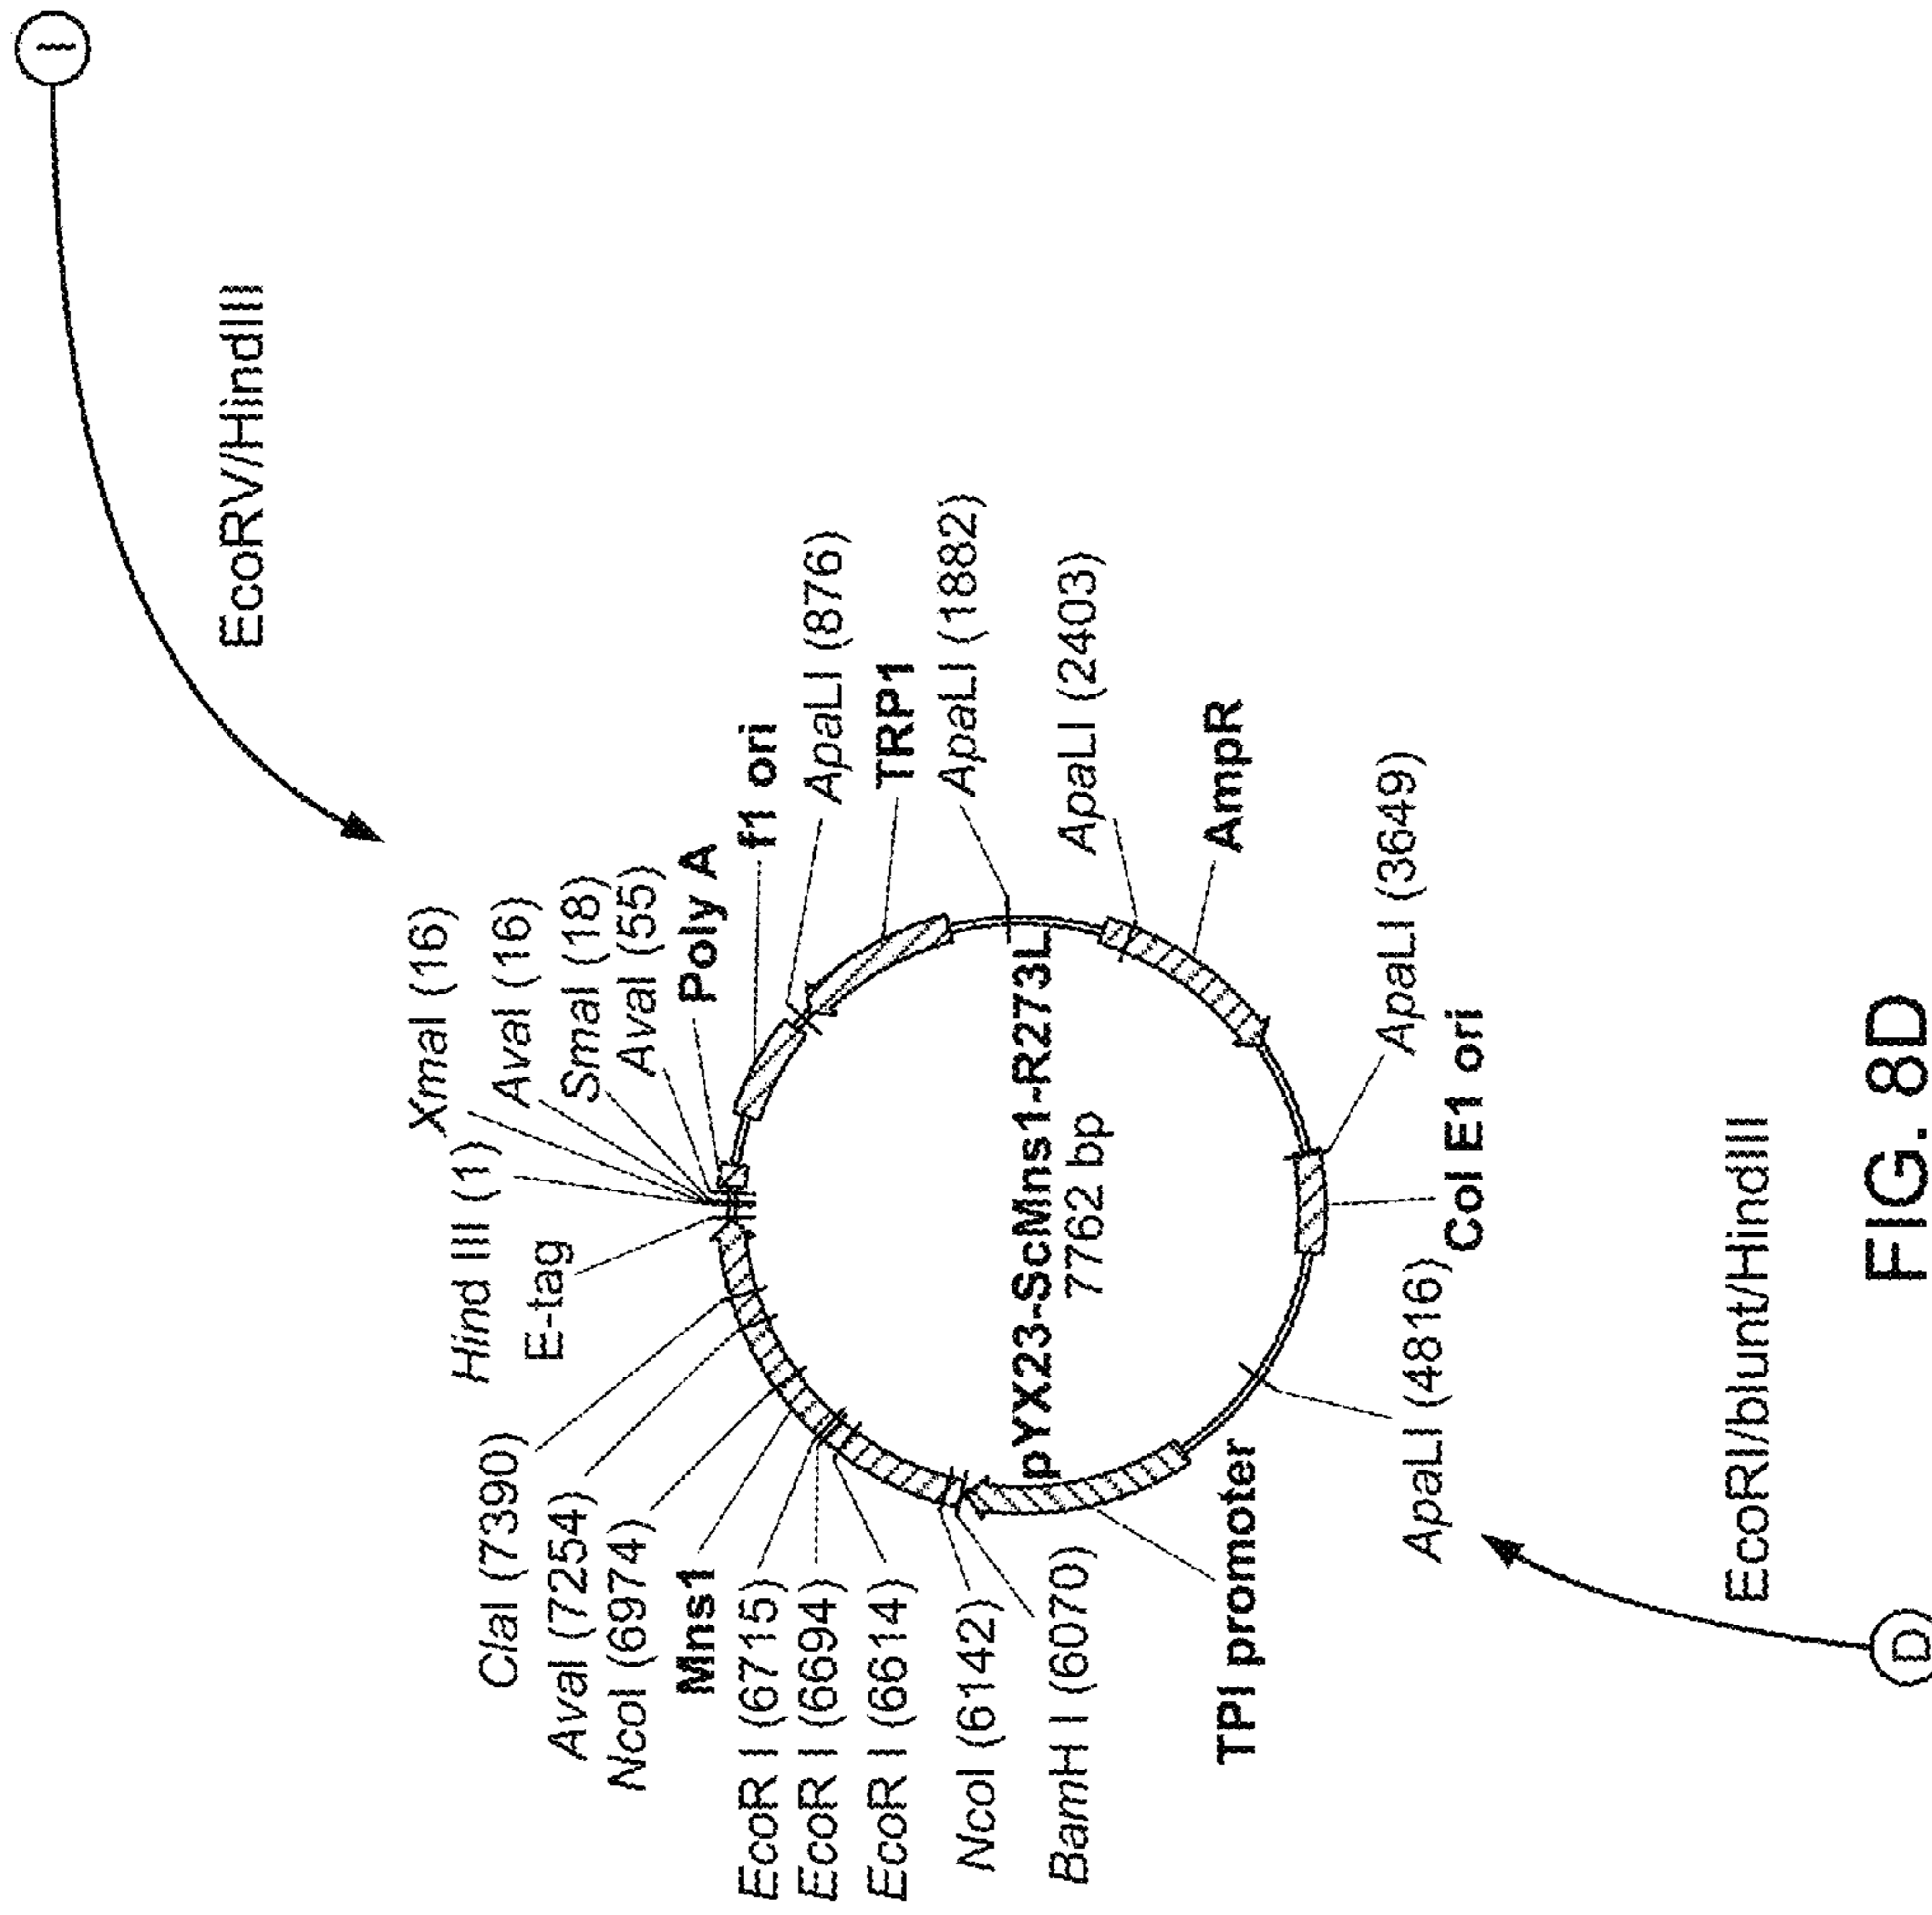 I
EcoRV/HindIII
XmaI (16)
AvaI (16)
SmaI (18)
AvaI (55)
Poly A
f1 ori
ApaLI (876)
TRP1
ApaLI (1882)
ApaLI (2403)
AmpR
ApaLI (3649)
Col E1 ori
ApaLI (4816)
TPI promoter
BamH I (6070)
NcoI (6142)
EcoR I (6614)
EcoR I (6694)
EcoR I (6715)
Mns1
NcoI (6974)
AvaI (7254)
ClaI (7390)
E-tag
Hind III (1)
pYX23-ScMns1-R273L
7762 bp
EcoRI/blunt/HindIII
D
FIG. 8D